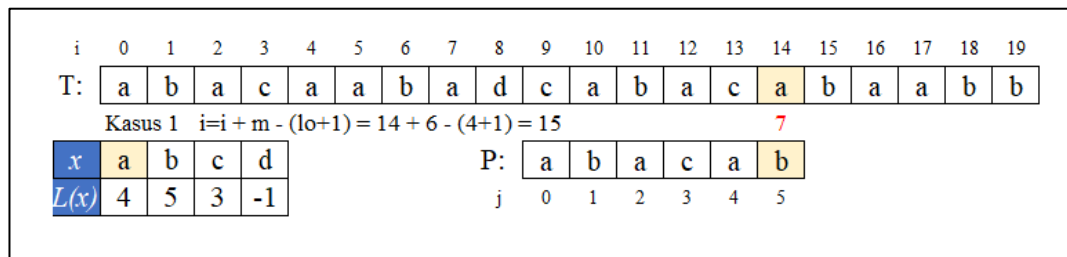 i 0 1 2 3 4 5 6 7 8 9 10 11 12 13 14 15 16 17 18 19
T: a b a c a a b a d c a b a c a b a a b b
Kasus 1 i=i + m - (lo+1) = 14 + 6 - (4+1) = 15 7
x a b c d P: a b a c a b
L(x) 4 5 3 -1 j 0 1 2 3 4 5